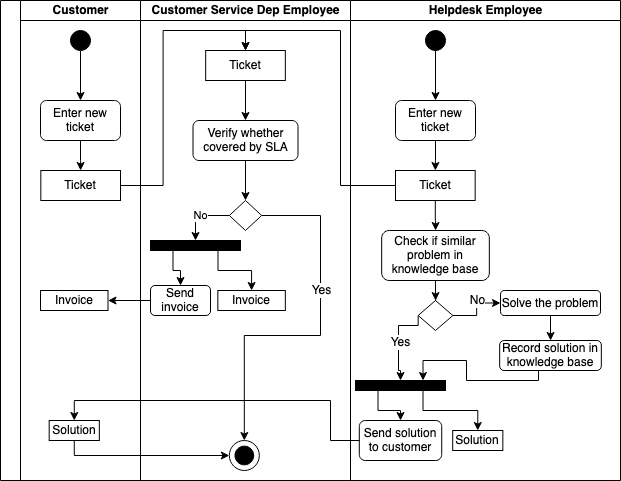 Customer
Customer Service Dep Employee
Helpdesk Employee
Ticket
Enter new
ticket
Verify whether
covered by SLA
Enter new
ticket
Ticket
Ticket
No
Check if similar
problem in
knowledge base
Yes
Invoice
Send
invoice
Invoice
No
Solve the problem
Yes
Record solution in
knowledge base
Solution
Send solution
to customer
Solution